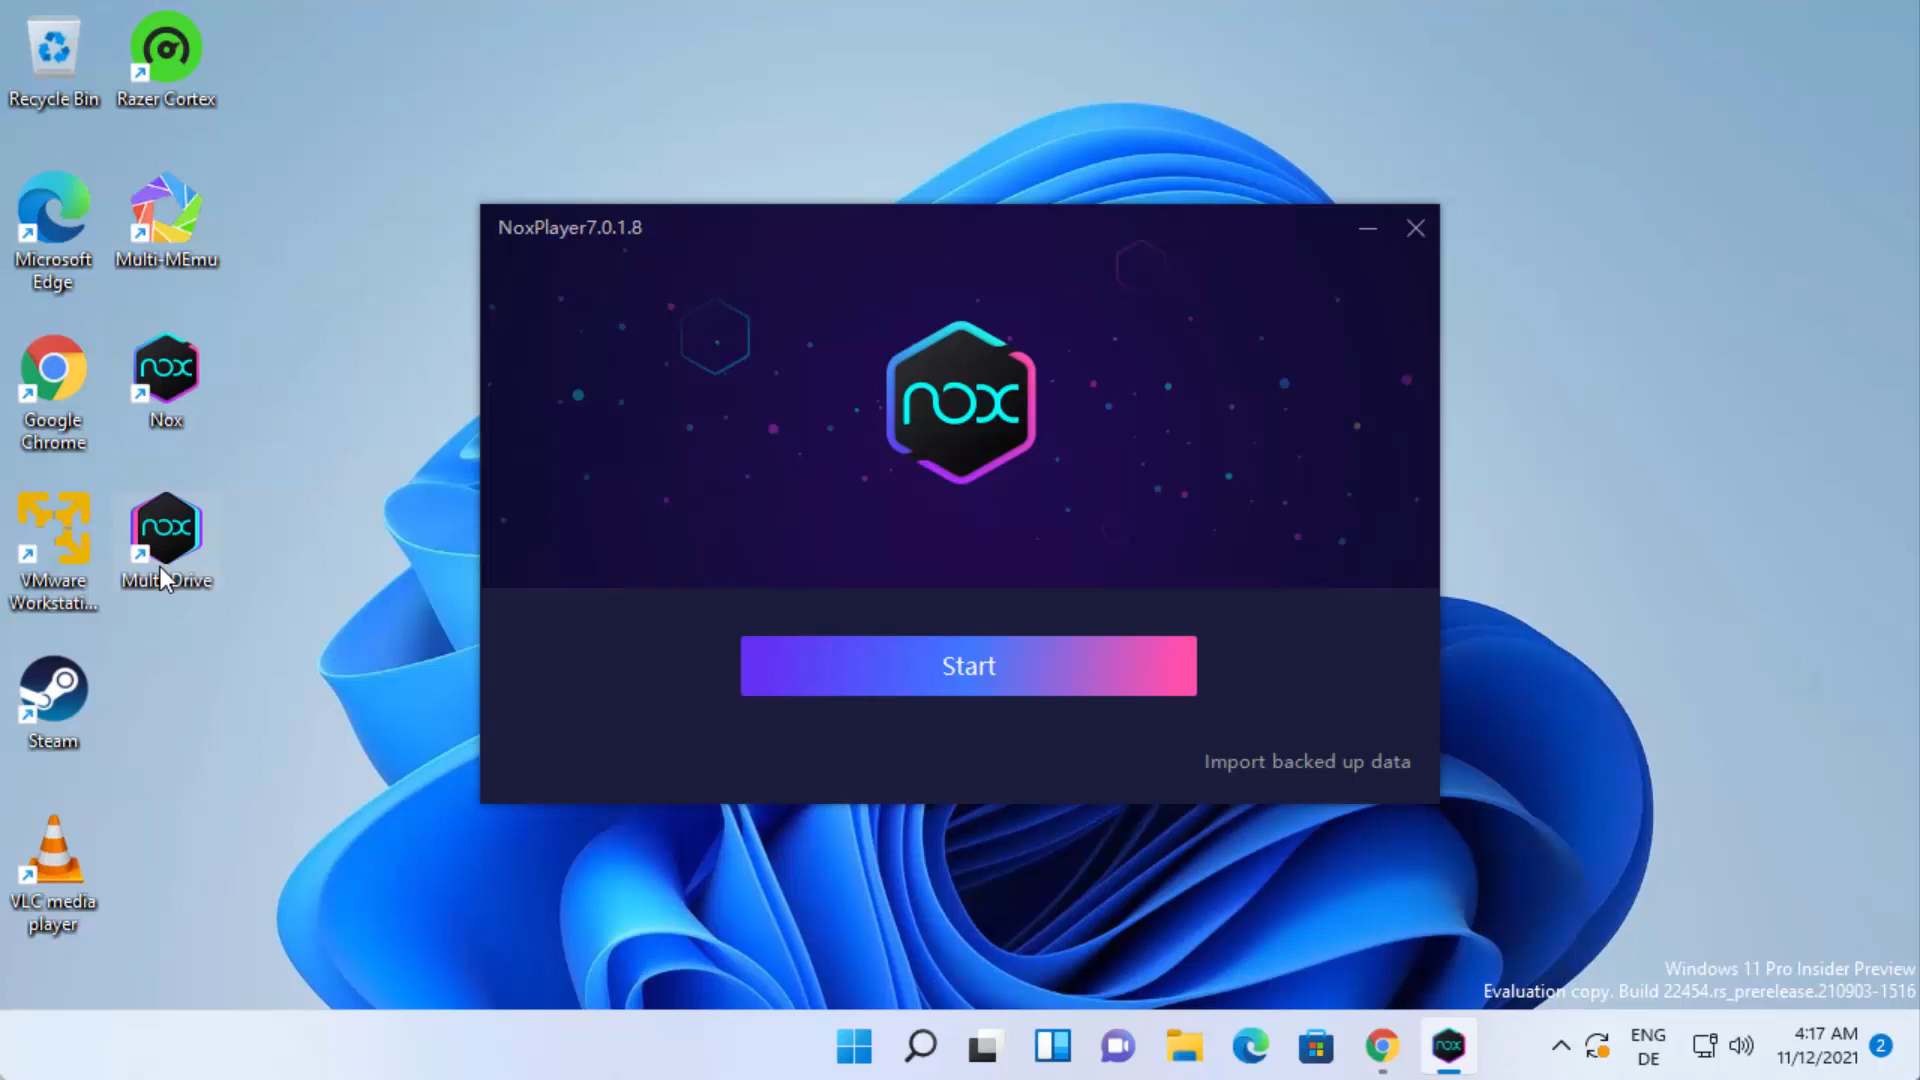 Recycle Bin
Razer Cortex
Microsoft
Edge
Multi-MEmu
Google
Chrome
Nox
nox
VMware
Workstati...
nox
Steam
VLC media
player
NoxPlayer7.0.1.8
nox
Start
Import backed up data
Windows 11 Pro Insider Preview
Evaluation copy. Build 22454.rs_prerelease.210903-1516
nox
ENG
DE
4:17 AM
11/12/2021
2